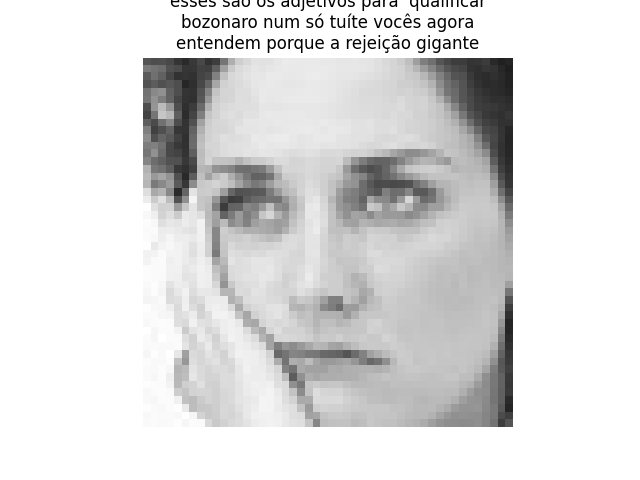 esses são os adjetivos para  qualificar
bozonaro num só tuíte vocês agora
entendem porque a rejeição gigante